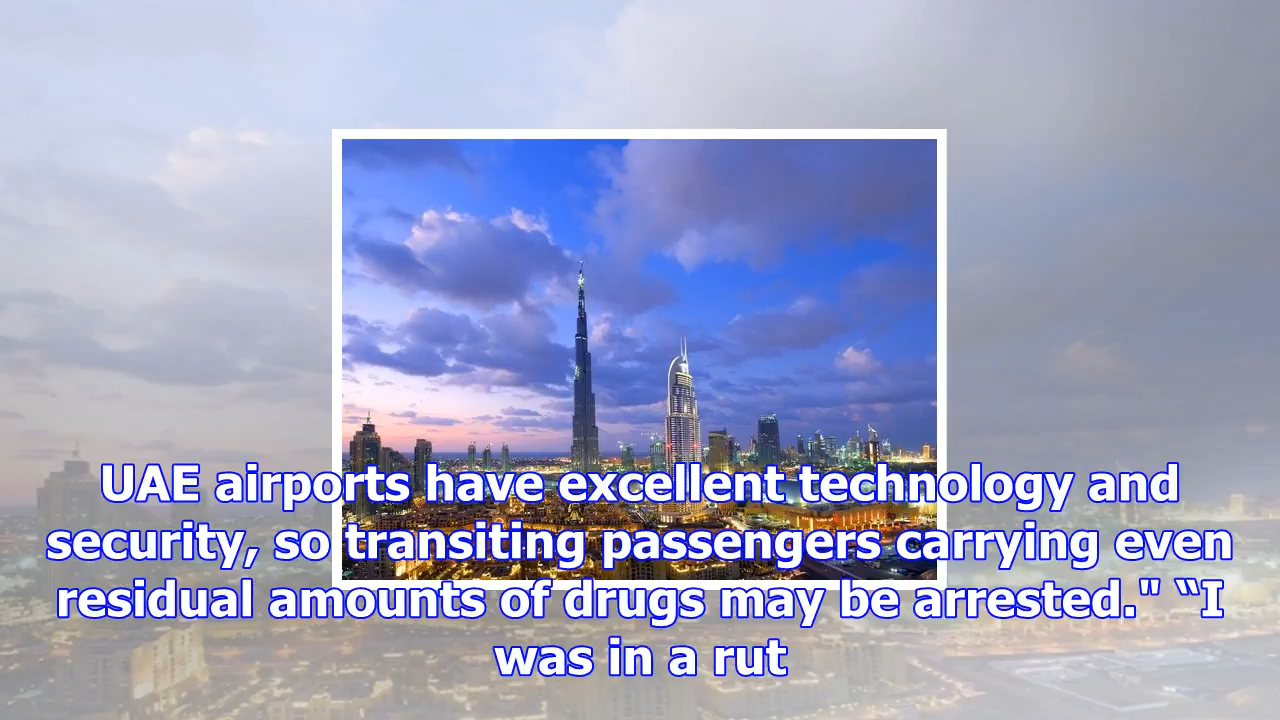 UAE airports have excellent technology and
security, so transiting passengers carrying even
residual amounts of drugs may be arrested." “I
was in a rut